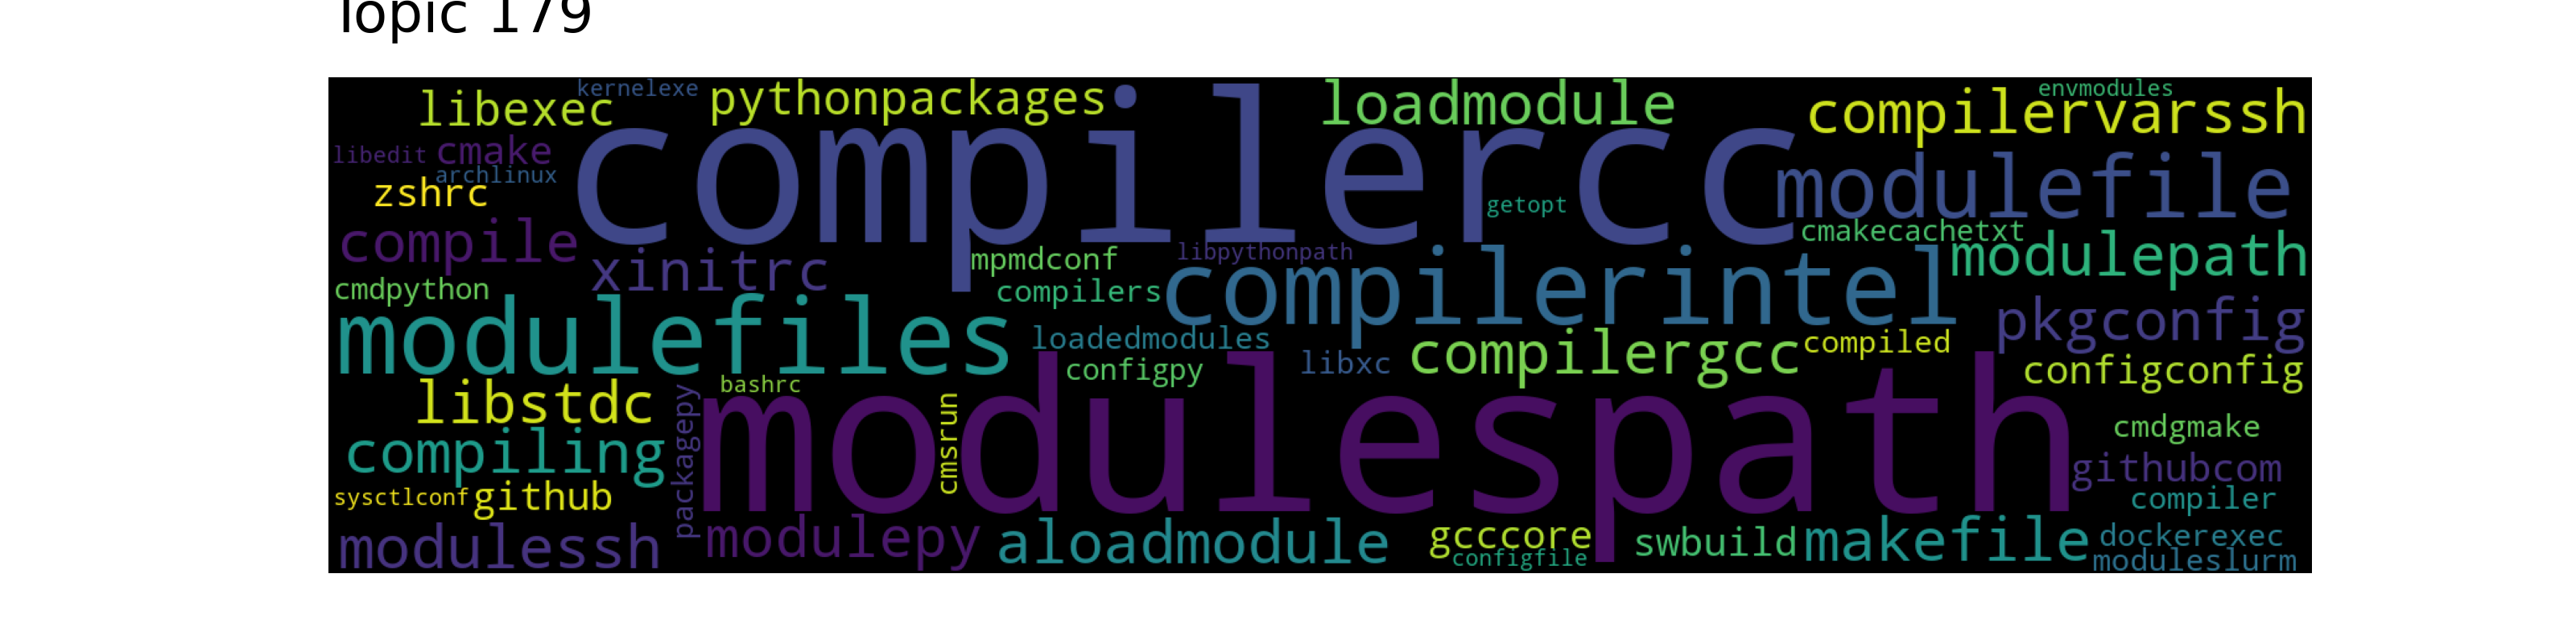 Topic 179
kernelexe
libexec
pythonpackages
loadmodule
envmodules
compilervarssh
compilercc
libedit
cmake
archlinux
zshrc
modulefile
getopt
compile
cmakecachetxt
xinitrc
mpmdconf
libpythonpath
modulepath
cmdpython
compilers
compilerintel
modulefiles
loadedmodules
pkgconfig
configpy
libxc
compilergcc
compiled
configconfig
libstdc
bashrc
packagepy
cmsrun
modulespath
cmdgmake
compiling
githubcom
sysctlconf
github
compiler
modulessh
modulepy
aloadmodule
gcccore
configfile
swbuild
makefile
dockerexec
moduleslurm